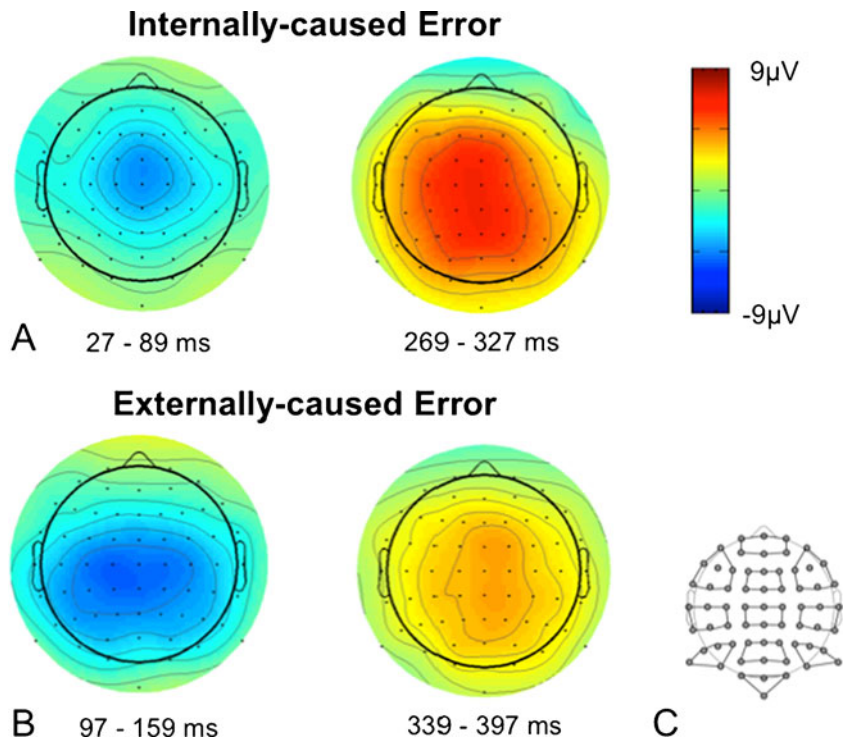 Internally-caused Error
9µV
-9µV
A
27 - 89 ms
269 - 327 ms
Externally-caused Error
B
97 - 159 ms
339 - 397 ms
C